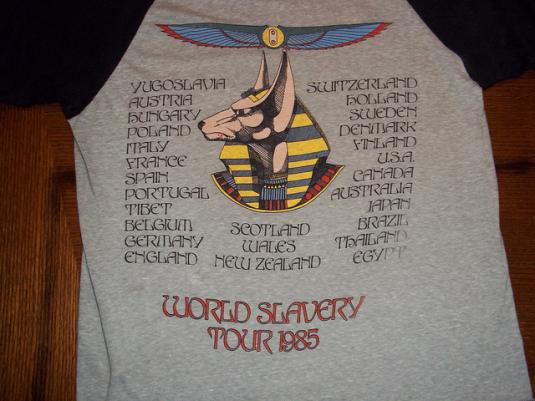 YUGOSLAVIA
AUSTRIA
HUNGARY
POLAND
ITALY
FRANCE
SPAIN
PORTUGAL
TIBET
BELGIUM
GERMANY
ENGLAND
SCOTLAND
WALES
NEW ZEALAND
SWITZERLAND
HOLLAND
SWEDEN
DENMARK
FINLAND
U.S.A.
CANADA
AUSTRALIA
JAPAN
BRAZIL
THAILAND
EGYPT
WORLD SLAVERY
TOUR 1985